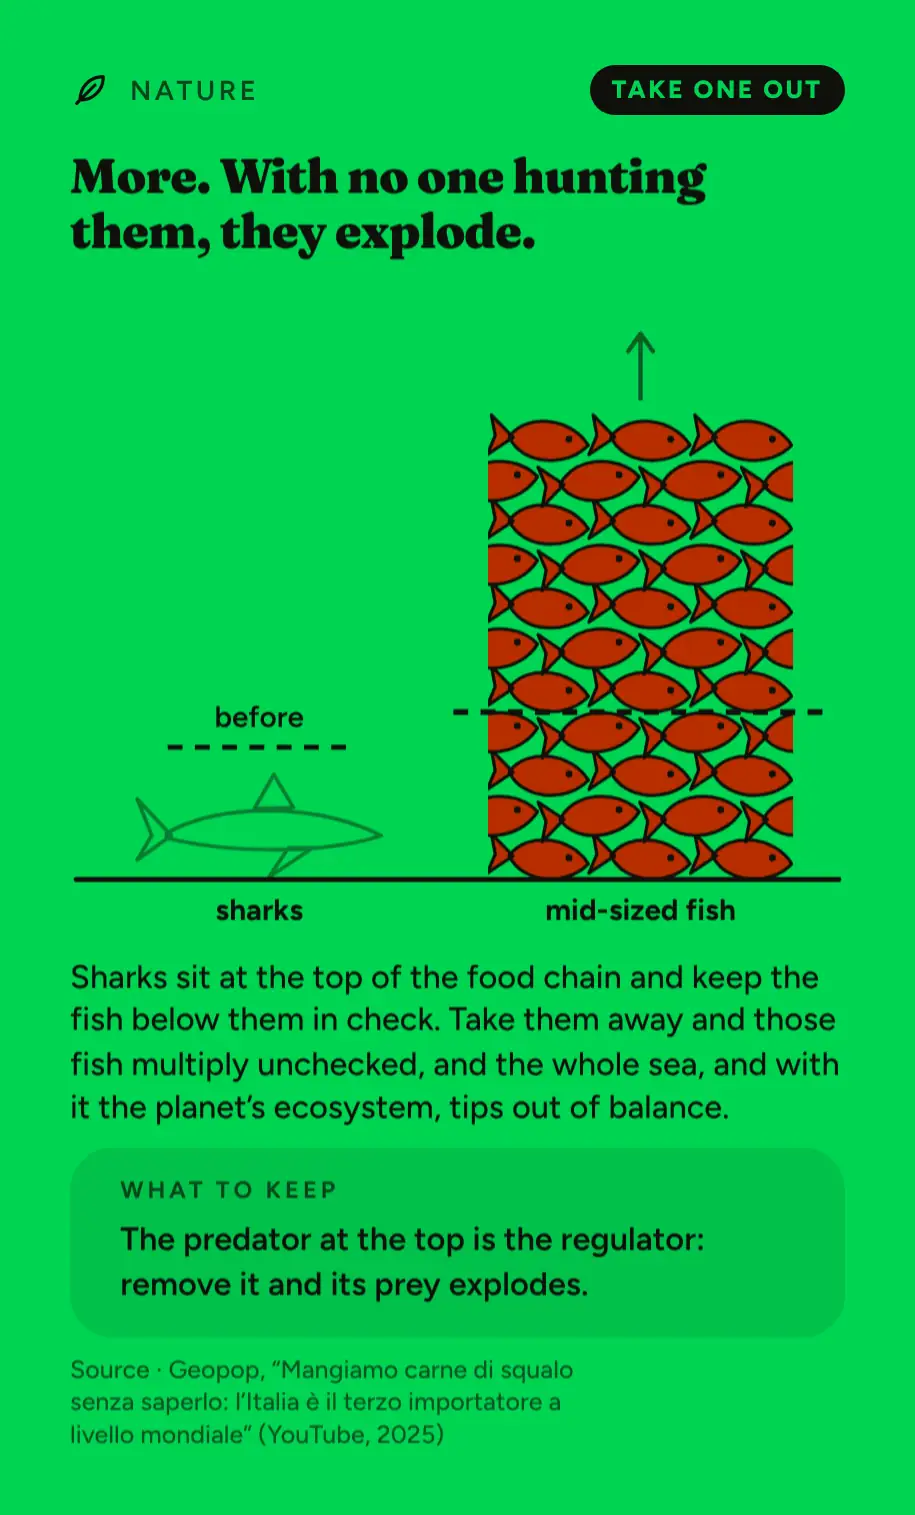 NATURE
TAKE ONE OUT
More. With no one hunting
them, they explode.
before
sharks
mid-sized fish
Sharks sit at the top of the food chain and keep the
fish below them in check. Take them away and those
fish multiply unchecked, and the whole sea, and with
it the planet’s ecosystem, tips out of balance.
WHAT TO KEEP
The predator at the top is the regulator:
remove it and its prey explodes.
Source · Geopop, “Mangiamo carne di squalo
senza saperlo: l’Italia è il terzo importatore a
livello mondiale” (YouTube, 2025)